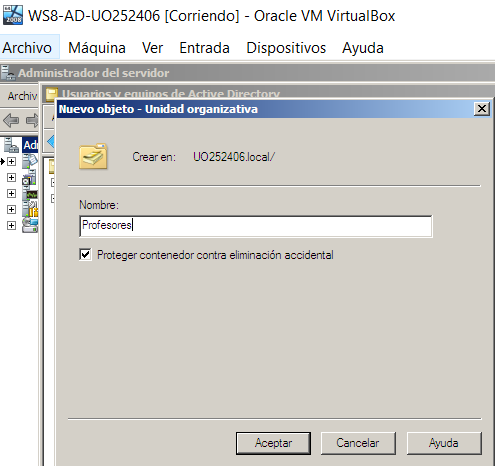 WS8-AD-UO252406 [Corriendo] - Oracle VM VirtualBox
Archivo Máquina Ver Entrada Dispositivos Ayuda
Administrador del servidor
Archiv
Usuarios y equipos de Active Directory
Nuevo objeto - Unidad organizativa
Crear en: UO252406.local/
Nombre:
Profesores
Proteger contenedor contra eliminación accidental
Aceptar Cancelar Ayuda